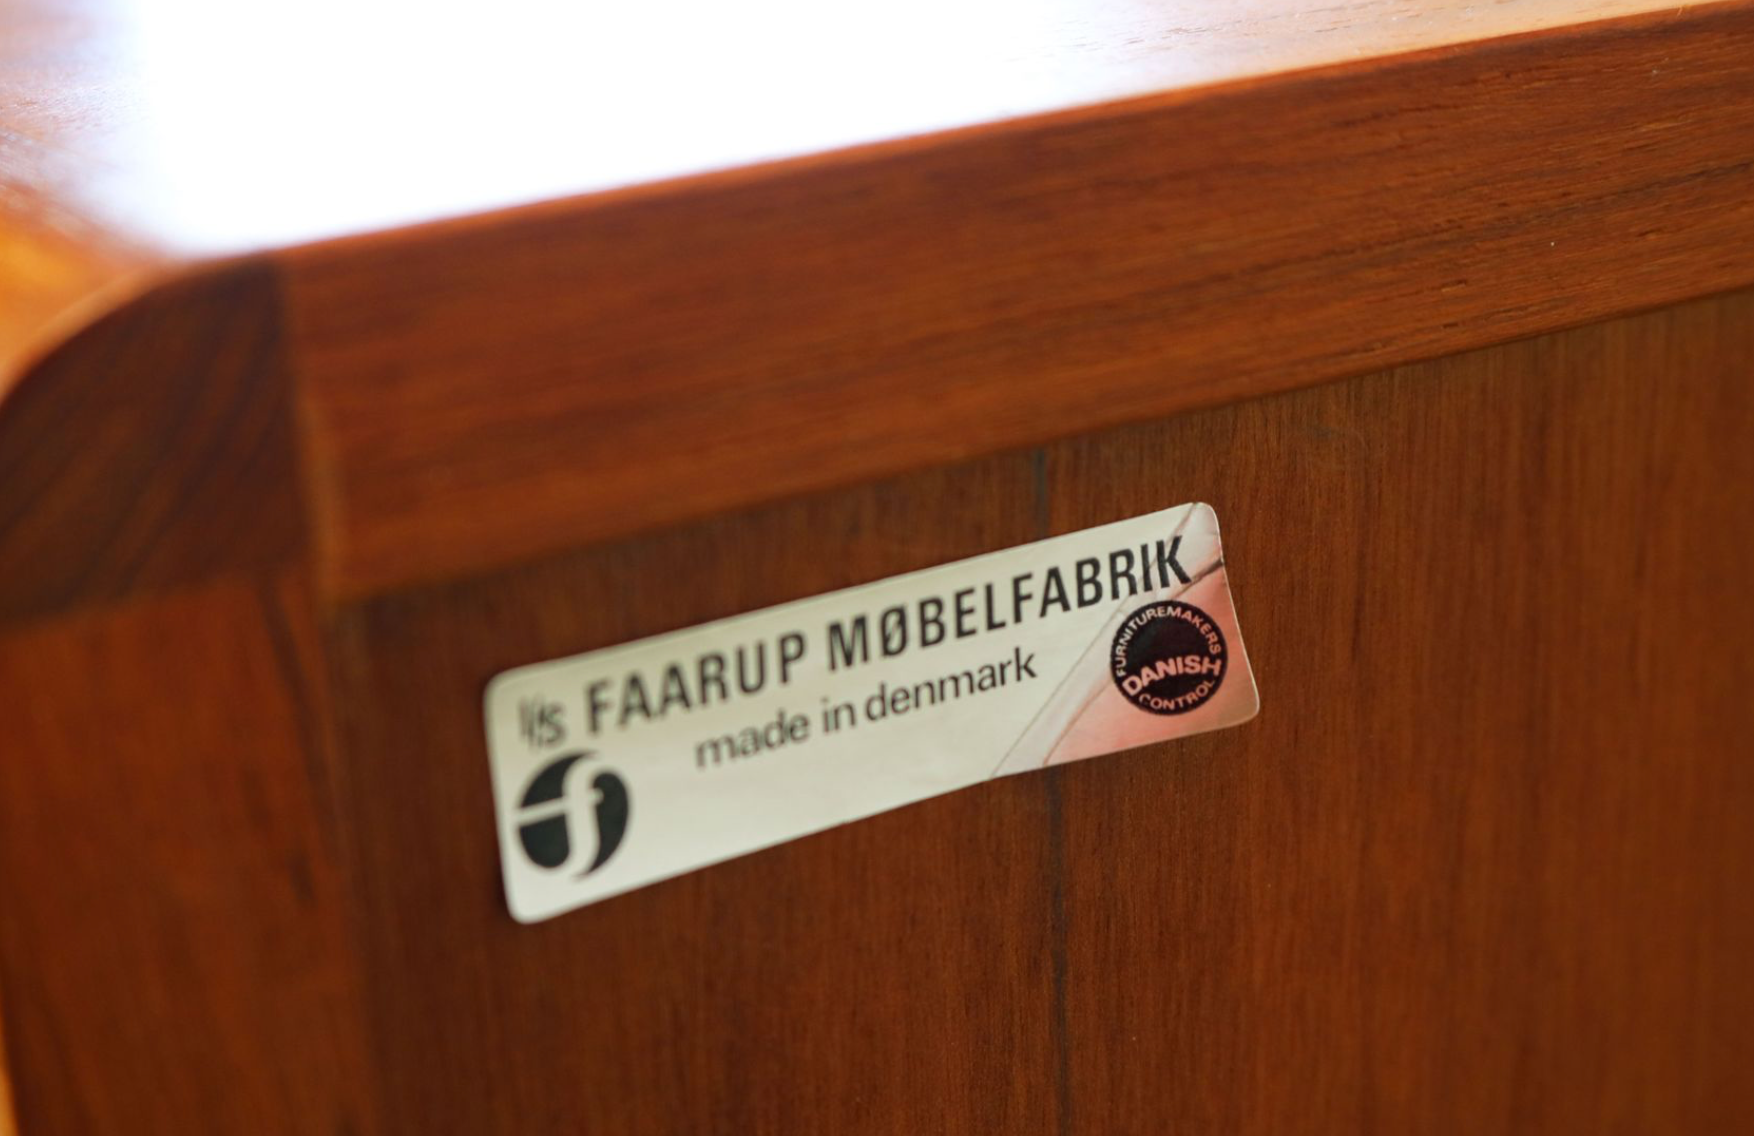 I/s FAARUP MØBELFABRIK
made in denmark
f
FURNITUREMAKERS
DANISH
CONTROL